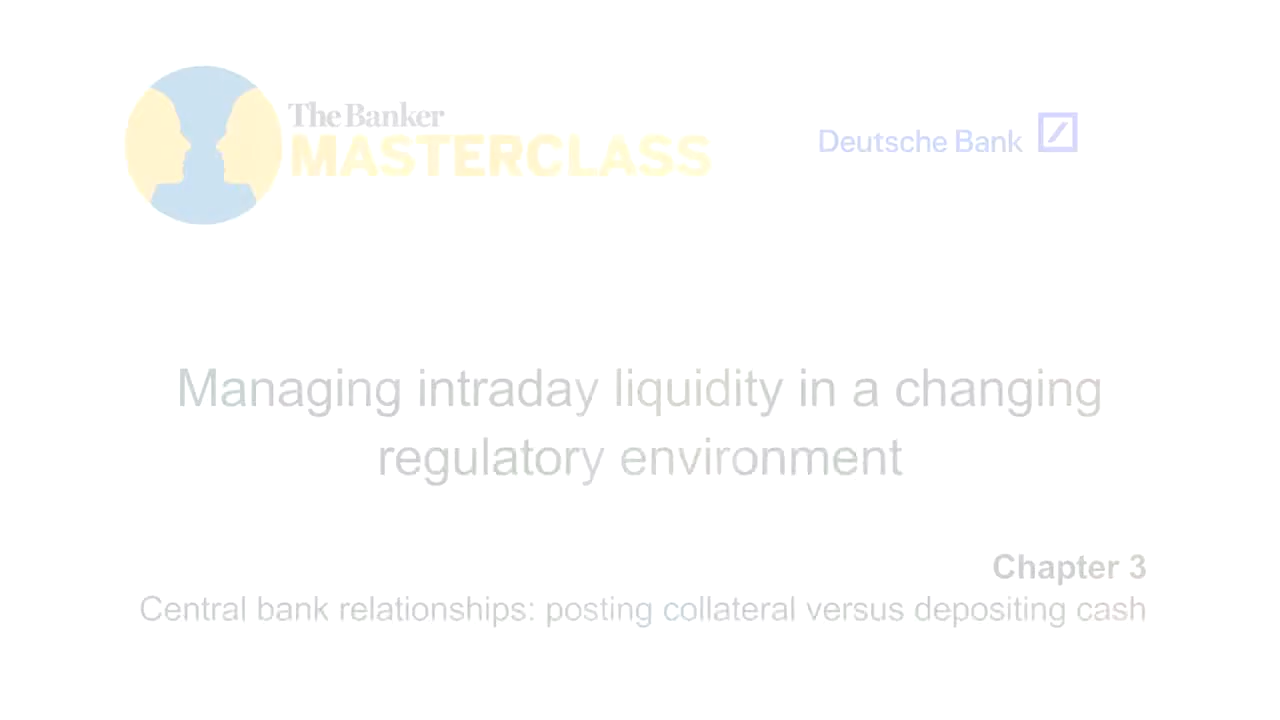 The Banker
MASTERCLASS
Deutsche Bank
Managing intraday liquidity in a changing
regulatory environment
Chapter 3
Central bank relationships: posting collateral versus depositing cash